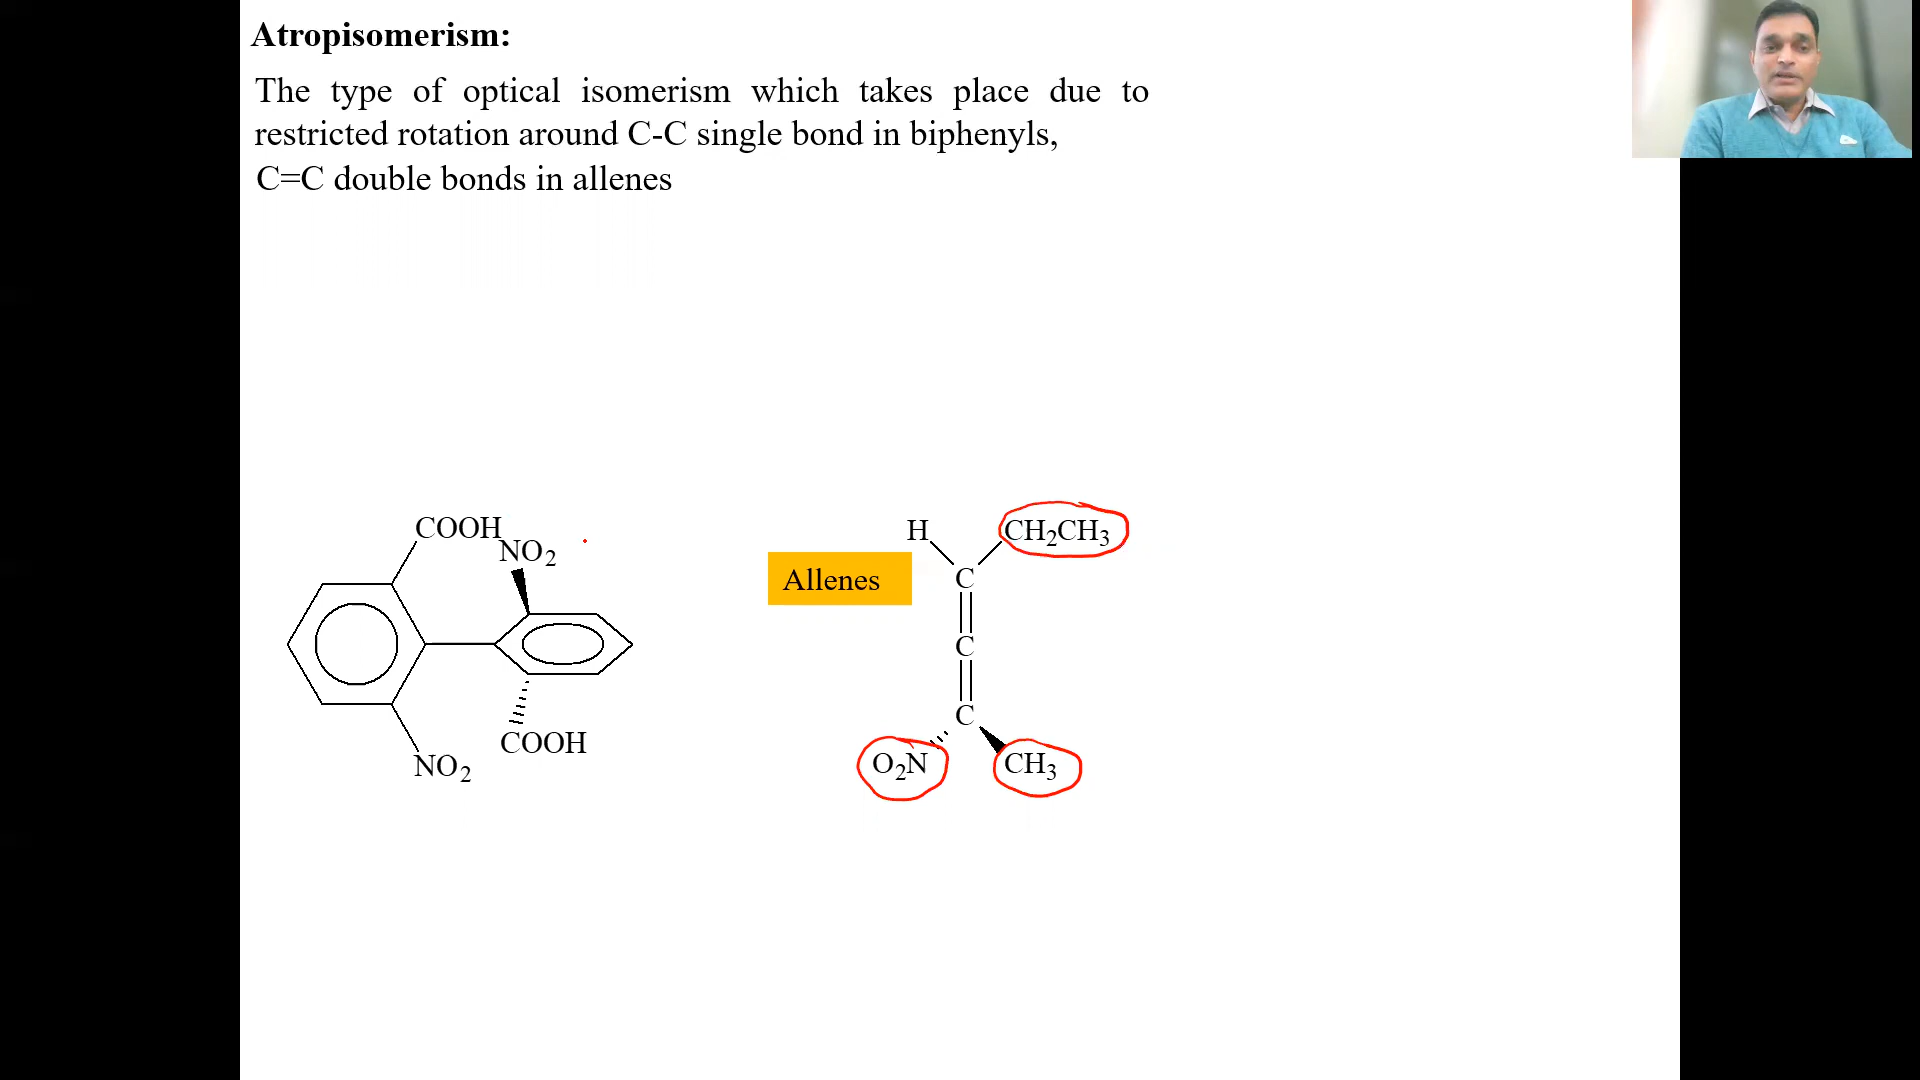 Atropisomerism:
The type of optical isomerism which takes place due to
restricted rotation around C-C single bond in biphenyls,
C=C double bonds in allenes
COOH
NO2
COOH
NO2
Allenes
H
CH2CH3
C
C
C
O2N
CH3